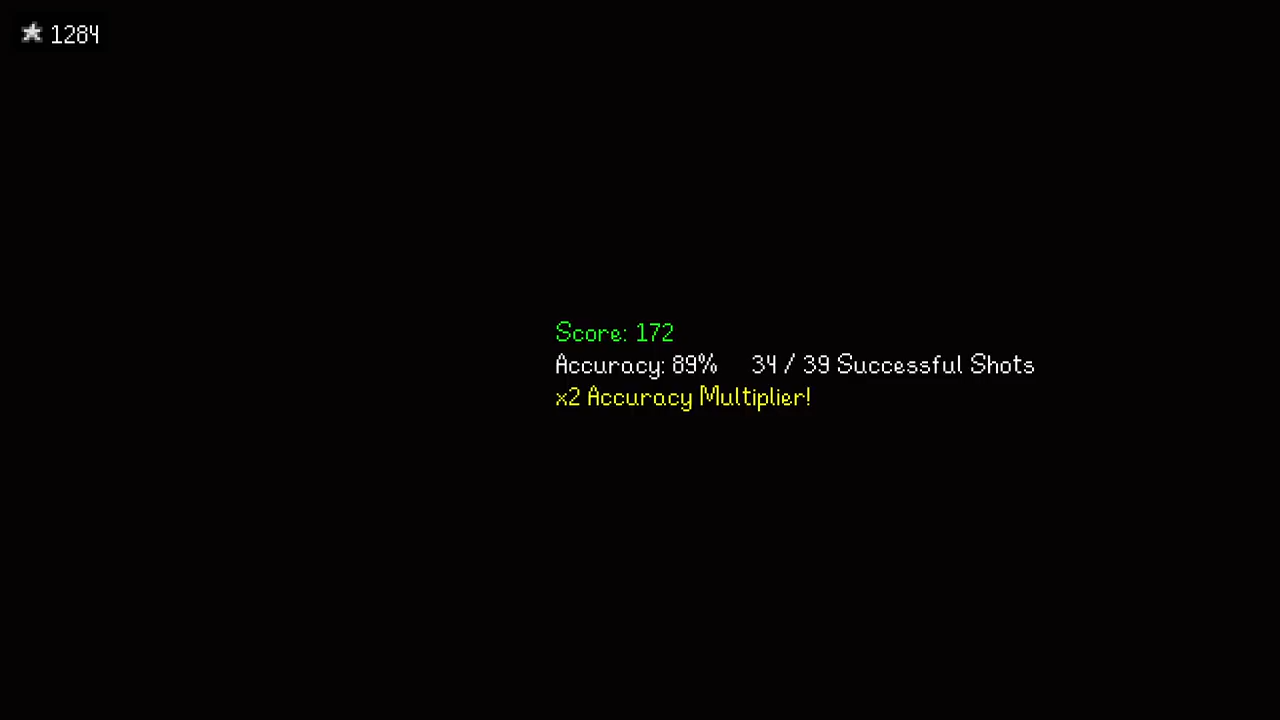 1284
Score: 172
Accuracy: 89% 34 / 39 Successful Shots
x2 Accuracy Multiplier!